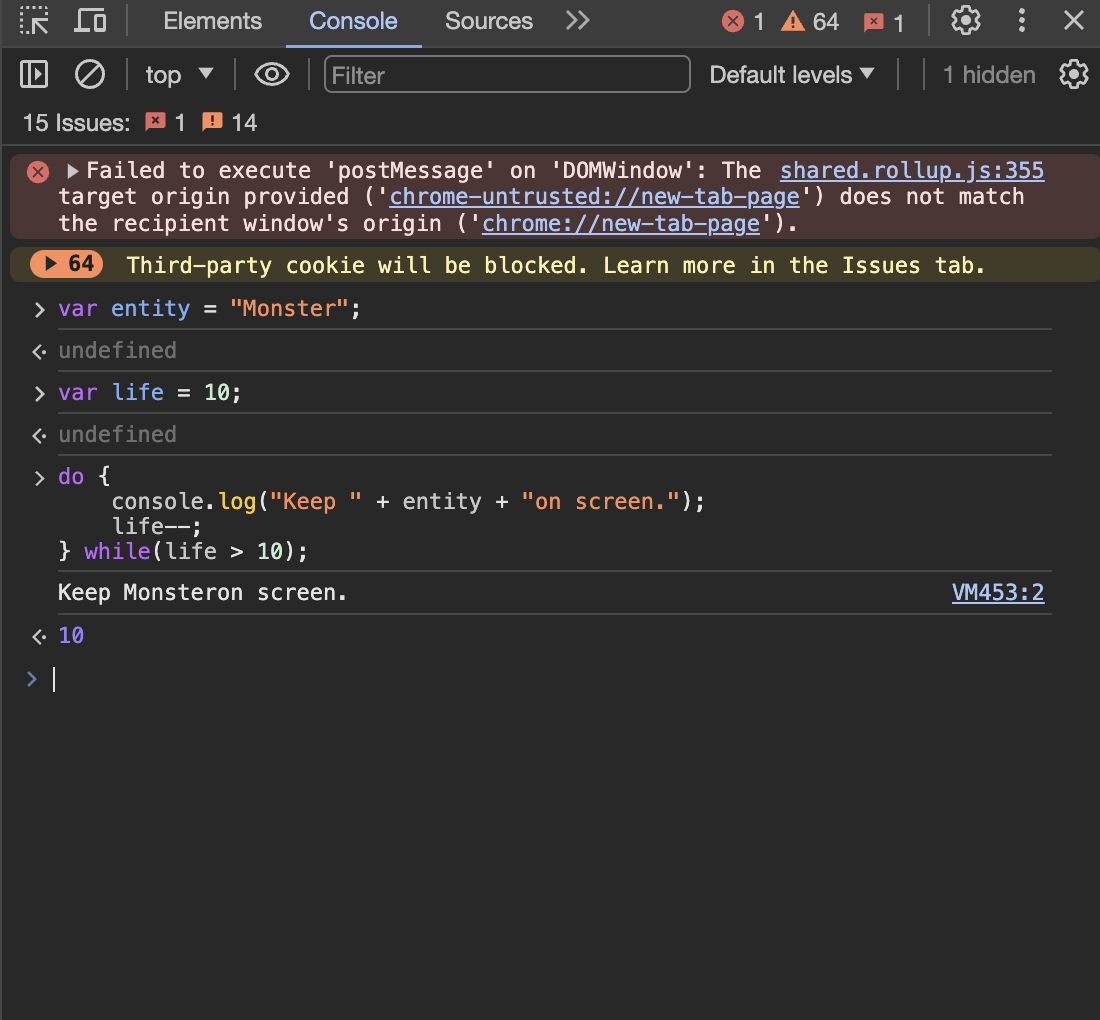 Elements Console Sources 1 64 1
top Filter Default levels 1 hidden
15 Issues: 1 14
Failed to execute 'postMessage' on 'DOMWindow': The shared.rollup.js:355
target origin provided ('chrome-untrusted://new-tab-page') does not match
the recipient window's origin ('chrome://new-tab-page').
64 Third-party cookie will be blocked. Learn more in the Issues tab.
var entity = "Monster";
undefined
var life = 10;
undefined
do {
    console.log("Keep " + entity + "on screen.");
    life--;
} while(life > 10);
Keep Monsteron screen. VM453:2
10